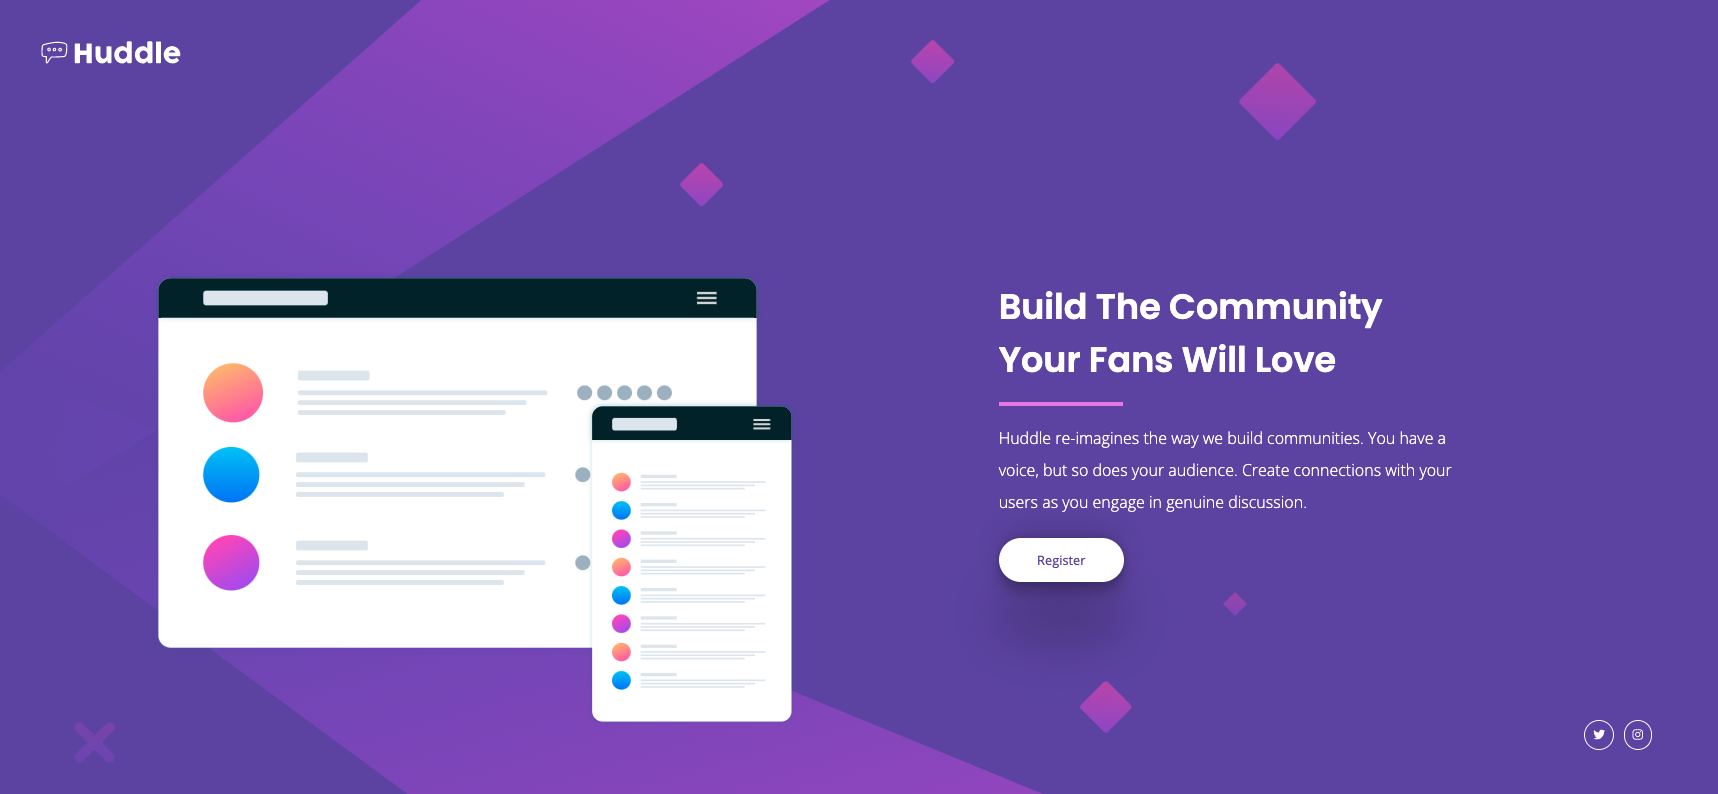 Huddle
Build The Community
Your Fans Will Love
Huddle re-imagines the way we build communities. You have a
voice, but so does your audience. Create connections with your
users as you engage in genuine discussion.
Register